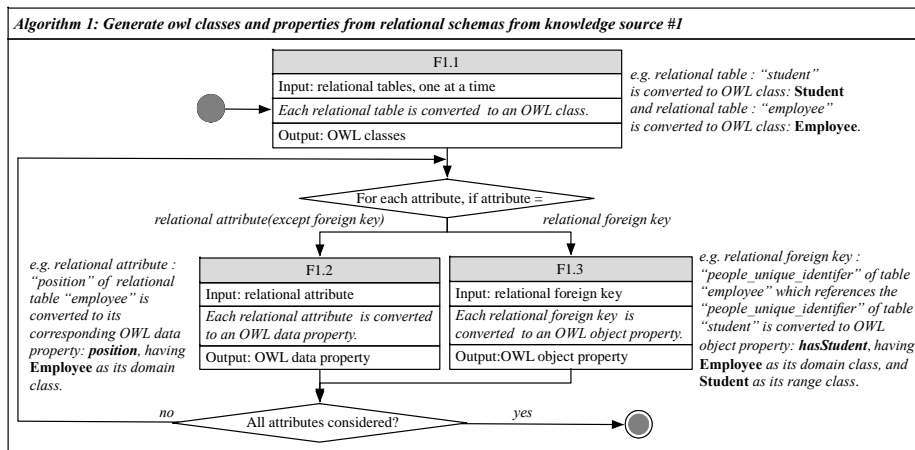 Algorithm 1: Generate owl classes and properties from relational schemas from knowledge source #1
F1.1
Input: relational tables, one at a time
Each relational table is converted to an OWL class.
Output: OWL classes
e.g. relational table : “student”
is converted to OWL class: Student
and relational table : “employee”
is converted to OWL class: Employee.
For each attribute, if attribute =
relational attribute(except foreign key)
relational foreign key
e.g. relational attribute :
“position” of relational
table “employee” is
converted to its
corresponding OWL data
property: position, having
Employee as its domain
class.
F1.2
Input: relational attribute
Each relational attribute is converted
to an OWL data property.
Output: OWL data property
F1.3
Input: relational foreign key
Each relational foreign key is
converted to an OWL object property.
Output:OWL object property
e.g. relational foreign key :
“people_unique_identifer” of table
“employee” which references the
“people_unique_identifier” of table
“student” is converted to OWL
object property: hasStudent, having
Employee as its domain class, and
Student as its range class.
no
All attributes considered?
yes